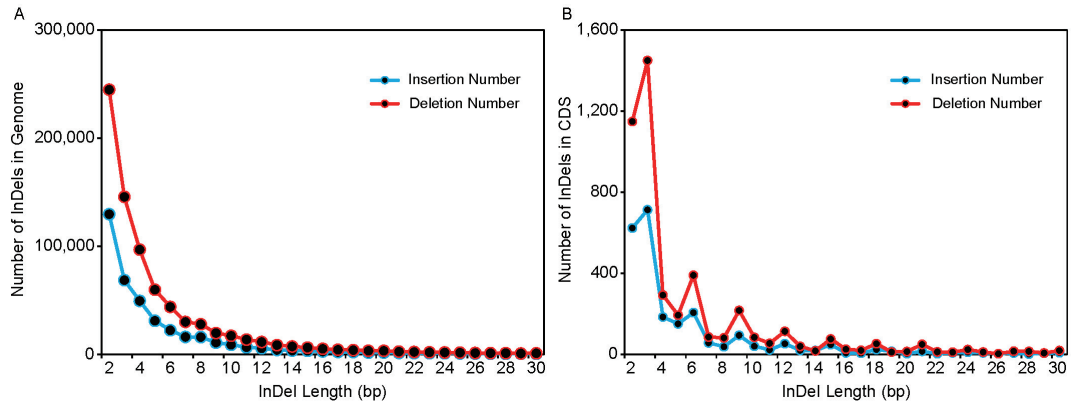 A
Number of InDels in Genome
300,000
200,000
100,000
0
Insertion Number
Deletion Number
2 4 6 8 10 12 14 16 18 20 22 24 26 28 30
InDel Length (bp)
B
Number of InDels in CDS
1,600
1,200
800
400
0
Insertion Number
Deletion Number
2 4 6 8 10 12 14 16 18 20 22 24 26 28 30
InDel Length (bp)